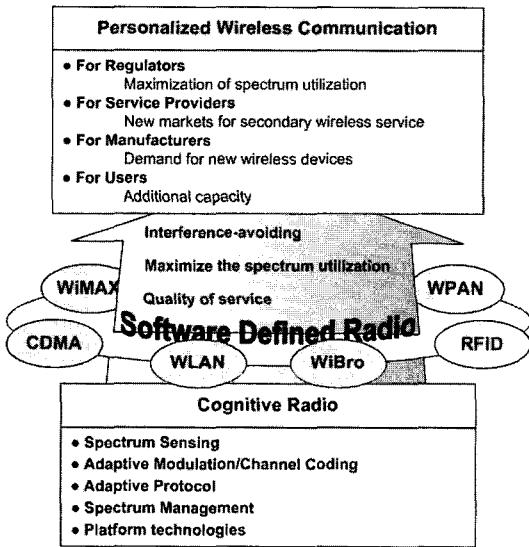 Personalized Wireless Communication
• For Regulators
Maximization of spectrum utilization
• For Service Providers
New markets for secondary wireless service
• For Manufacturers
Demand for new wireless devices
• For Users
Additional capacity
Interference-avoiding
Maximize the spectrum utilization
Quality of service
WiMAX
WPAN
Software Defined Radio
CDMA
WLAN
WiBro
RFID
Cognitive Radio
• Spectrum Sensing
• Adaptive Modulation/Channel Coding
• Adaptive Protocol
• Spectrum Management
• Platform technologies